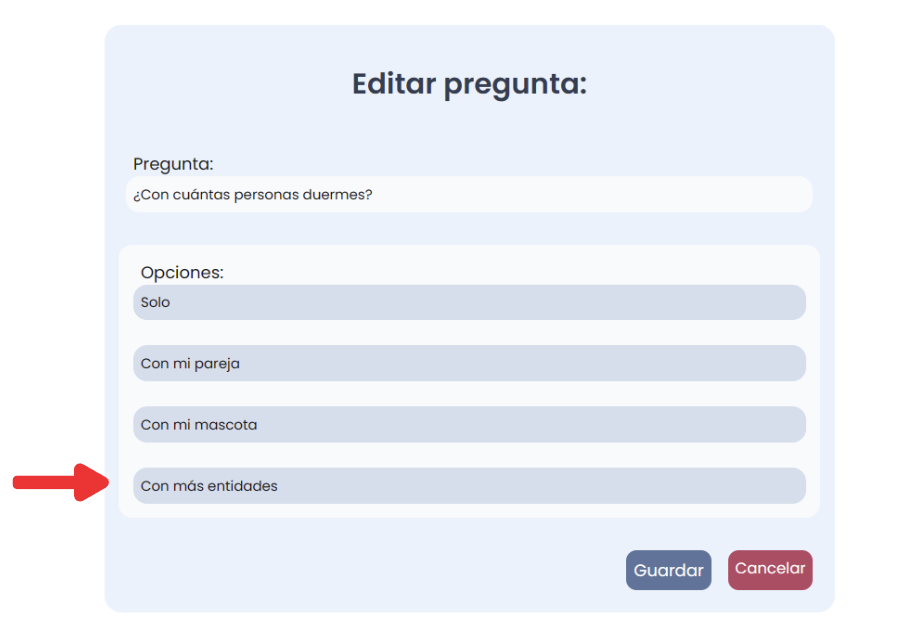 Editar pregunta:
Pregunta:
¿Con cuántas personas duermes?
Opciones:
Solo
Con mi pareja
Con mi mascota
Con más entidades
Guardar
Cancelar